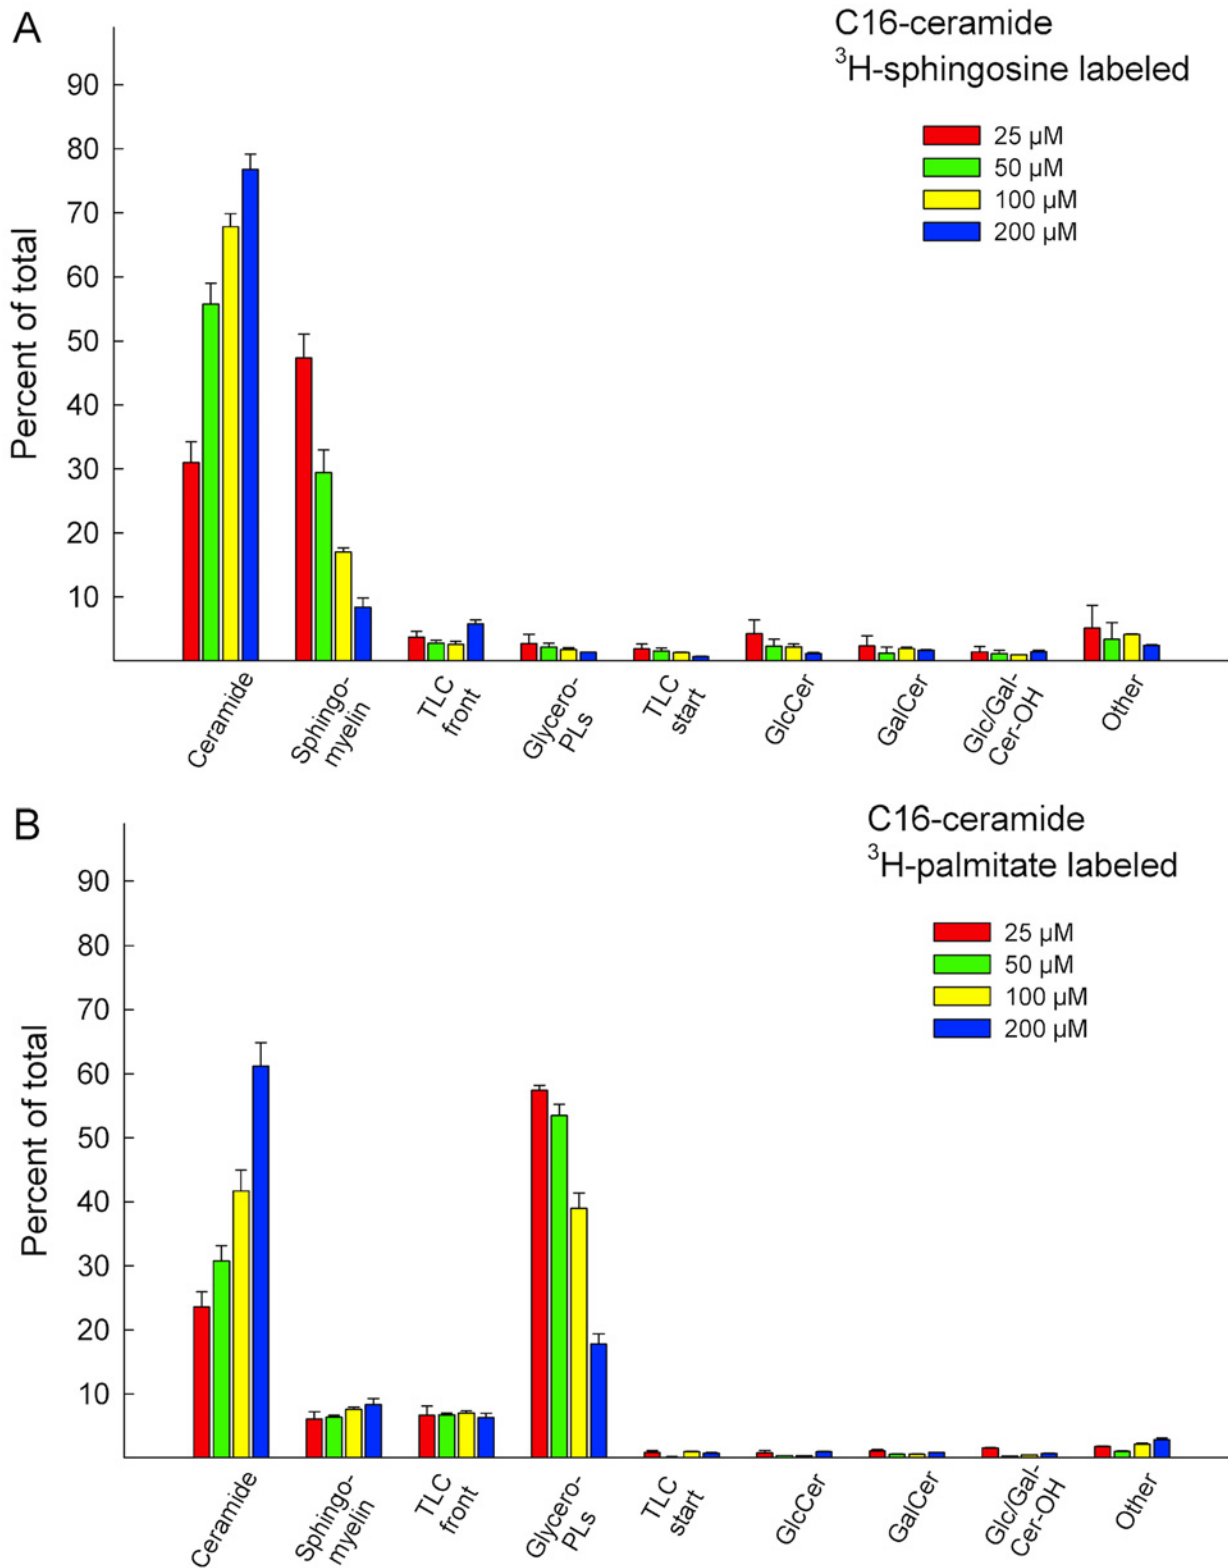 A
C16-ceramide
³H-sphingosine labeled
25 µM
50 µM
100 µM
200 µM
Percent of total
90
80
70
60
50
40
30
20
10
Ceramide
Sphingo-
myelin
TLC
front
Glycero-
PLs
TLC
start
GlcCer
GalCer
Glc/Gal-
Cer-OH
Other
B
C16-ceramide
³H-palmitate labeled
25 µM
50 µM
100 µM
200 µM
Percent of total
90
80
70
60
50
40
30
20
10
Ceramide
Sphingo-
myelin
TLC
front
Glycero-
PLs
TLC
start
GlcCer
GalCer
Glc/Gal-
Cer-OH
Other